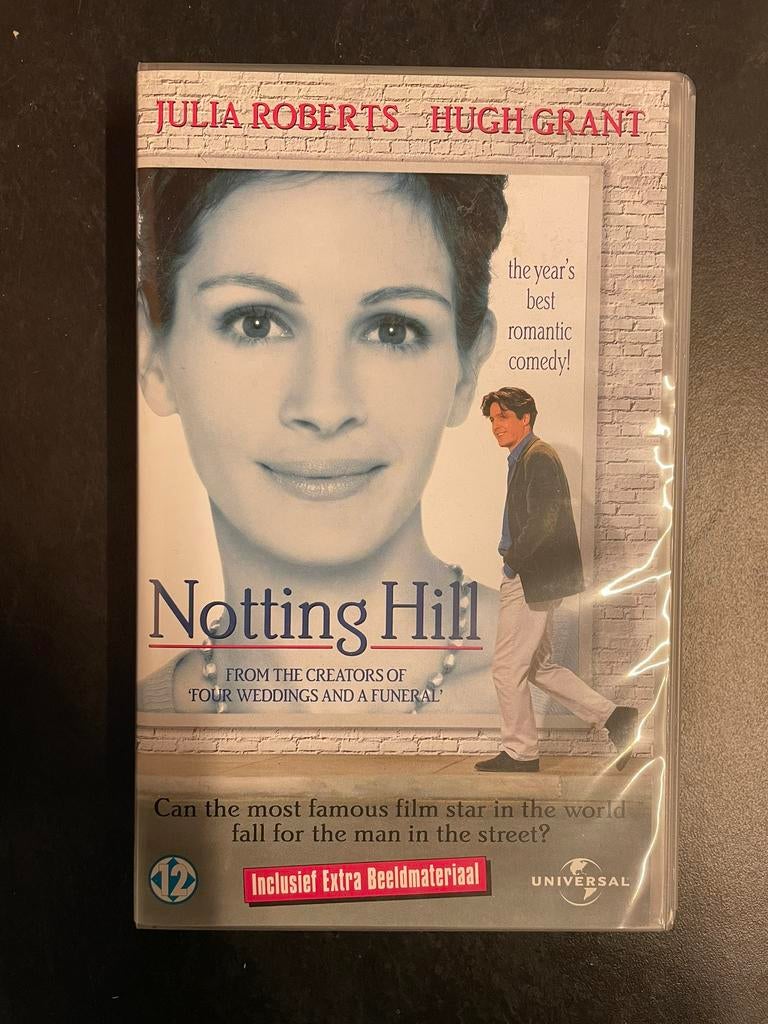 JULIA ROBERTS HUGH GRANT
the year's
best
romantic
comedy!
Notting Hill
FROM THE CREATORS OF
'FOUR WEDDINGS AND A FUNERAL'
Can the most famous film star in the world
fall for the man in the street?
12
Inclusief Extra Beeldmateriaal
UNIVERSAL